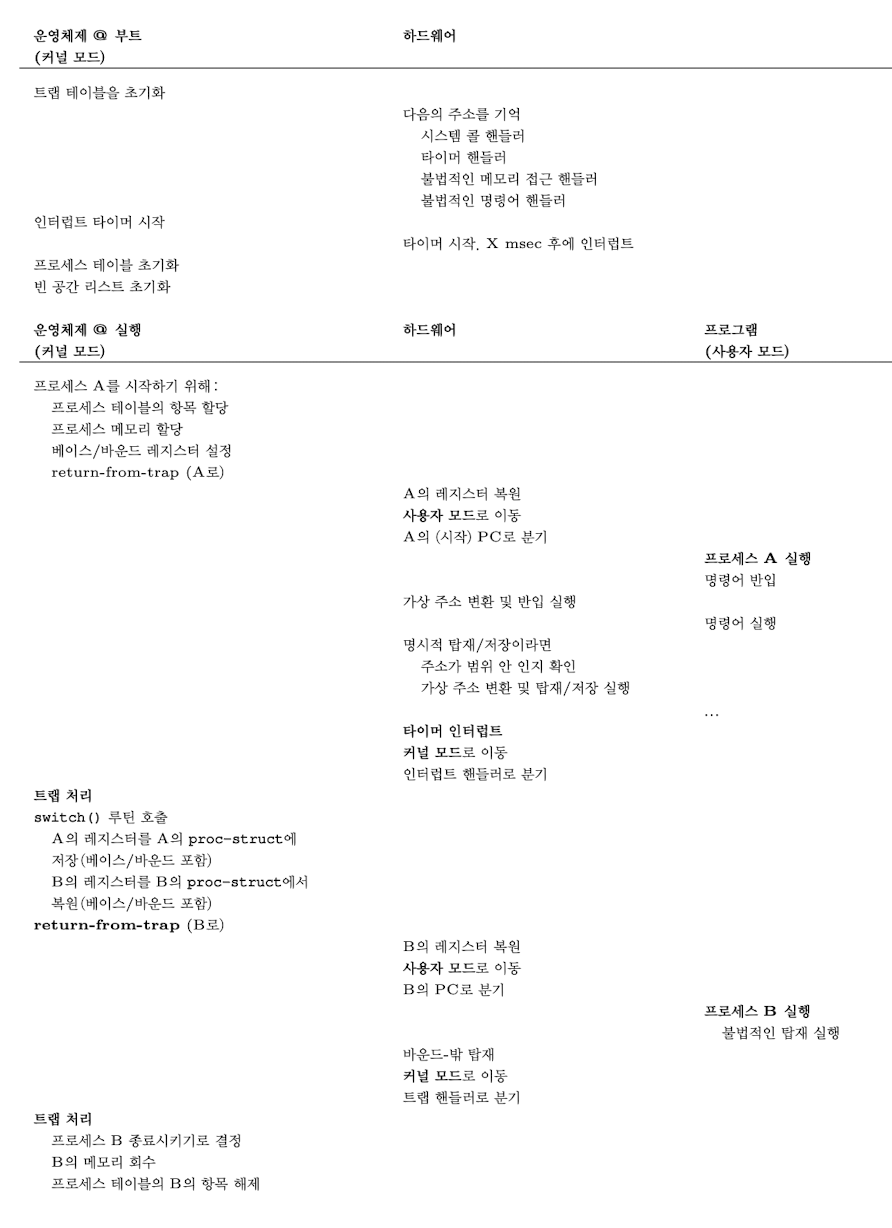 운영체제 @ 부트 하드웨어
(커널 모드)
트랩 테이블을 초기화
다음의 주소를 기억
시스템 콜 핸들러
타이머 핸들러
불법적인 메모리 접근 핸들러
불법적인 명령어 핸들러
인터럽트 타이머 시작
타이머 시작. X msec 후에 인터럽트
프로세스 테이블 초기화
빈 공간 리스트 초기화
운영체제 @ 실행 하드웨어 프로그램
(커널 모드) (사용자 모드)
프로세스 A를 시작하기 위해:
프로세스 테이블의 항목 할당
프로세스 메모리 할당
베이스/바운드 레지스터 설정
return-from-trap (A로)
A의 레지스터 복원
사용자 모드로 이동
A의 (시작) PC로 분기
프로세스 A 실행
명령어 반입
가상 주소 변환 및 반입 실행
명령어 실행
명시적 탑재/저장이라면
주소가 범위 안 인지 확인
가상 주소 변환 및 탑재/저장 실행
...
타이머 인터럽트
커널 모드로 이동
인터럽트 핸들러로 분기
트랩 처리
switch() 루틴 호출
A의 레지스터를 A의 proc-struct에
저장(베이스/바운드 포함)
B의 레지스터를 B의 proc-struct에서
복원(베이스/바운드 포함)
return-from-trap (B로)
B의 레지스터 복원
사용자 모드로 이동
B의 PC로 분기
프로세스 B 실행
불법적인 탑재 실행
바운드-밖 탑재
커널 모드로 이동
트랩 핸들러로 분기
트랩 처리
프로세스 B 종료시키기로 결정
B의 메모리 회수
프로세스 테이블의 B의 항목 해제